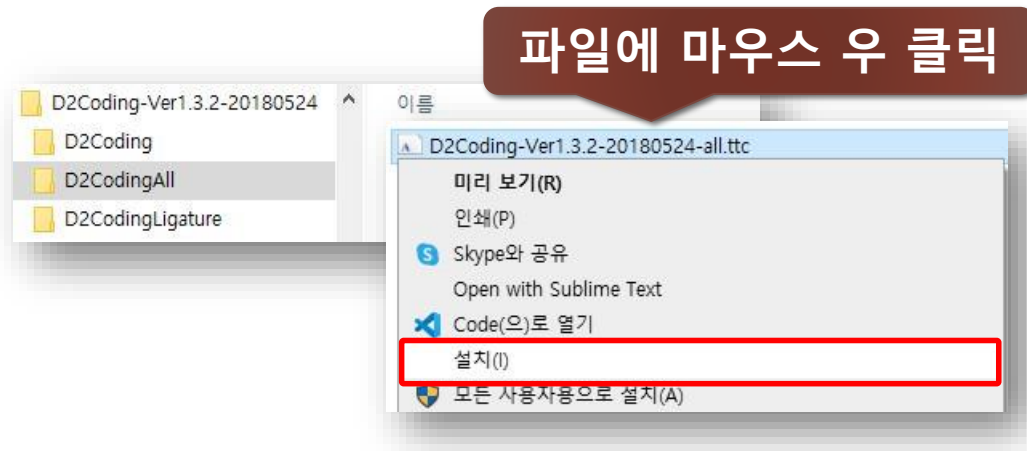 파일에 마우스 우 클릭
D2Coding-Ver1.3.2-20180524
D2Coding
D2CodingAll
D2CodingLigature
이름
D2Coding-Ver1.3.2-20180524-all.ttc
미리 보기(R)
인쇄(P)
Skype와 공유
Open with Sublime Text
Code(으)로 열기
설치(I)
모든 사용자용으로 설치(A)